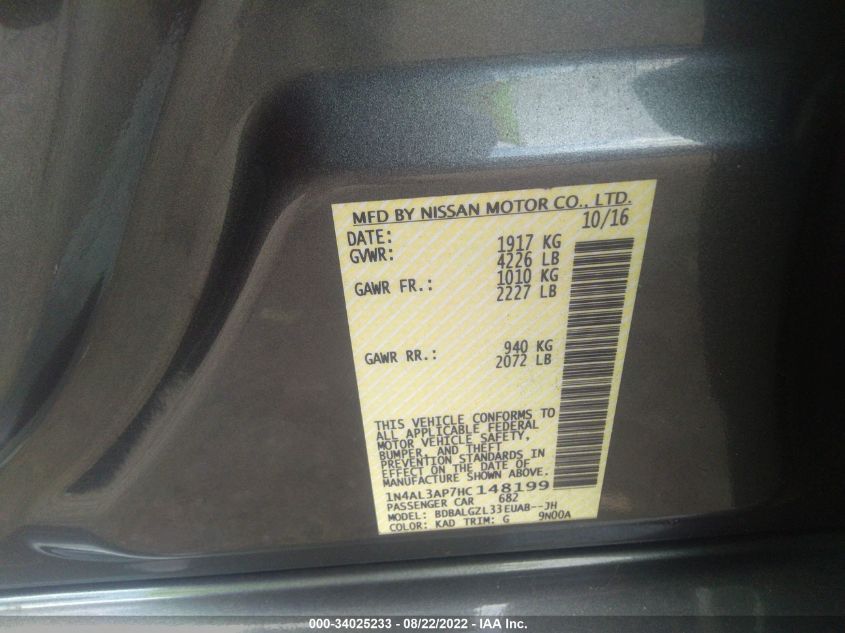 MFD BY NISSAN MOTOR CO., LTD.
DATE: 10/16
GVWR: 1917 KG
4226 LB
GAWR FR.: 1010 KG
2227 LB
GAWR RR.: 940 KG
2072 LB
THIS VEHICLE CONFORMS TO
ALL APPLICABLE FEDERAL
MOTOR VEHICLE SAFETY,
BUMPER, AND THEFT
PREVENTION STANDARDS IN
EFFECT ON THE DATE OF
MANUFACTURE SHOWN ABOVE.
1N4AL3AP7HC 148199
PASSENGER CAR 682
MODEL: BDBALGZL33EUAB--JH
COLOR: KAD TRIM: G 9N00A
000-34025233 - 08/22/2022 - IAA Inc.